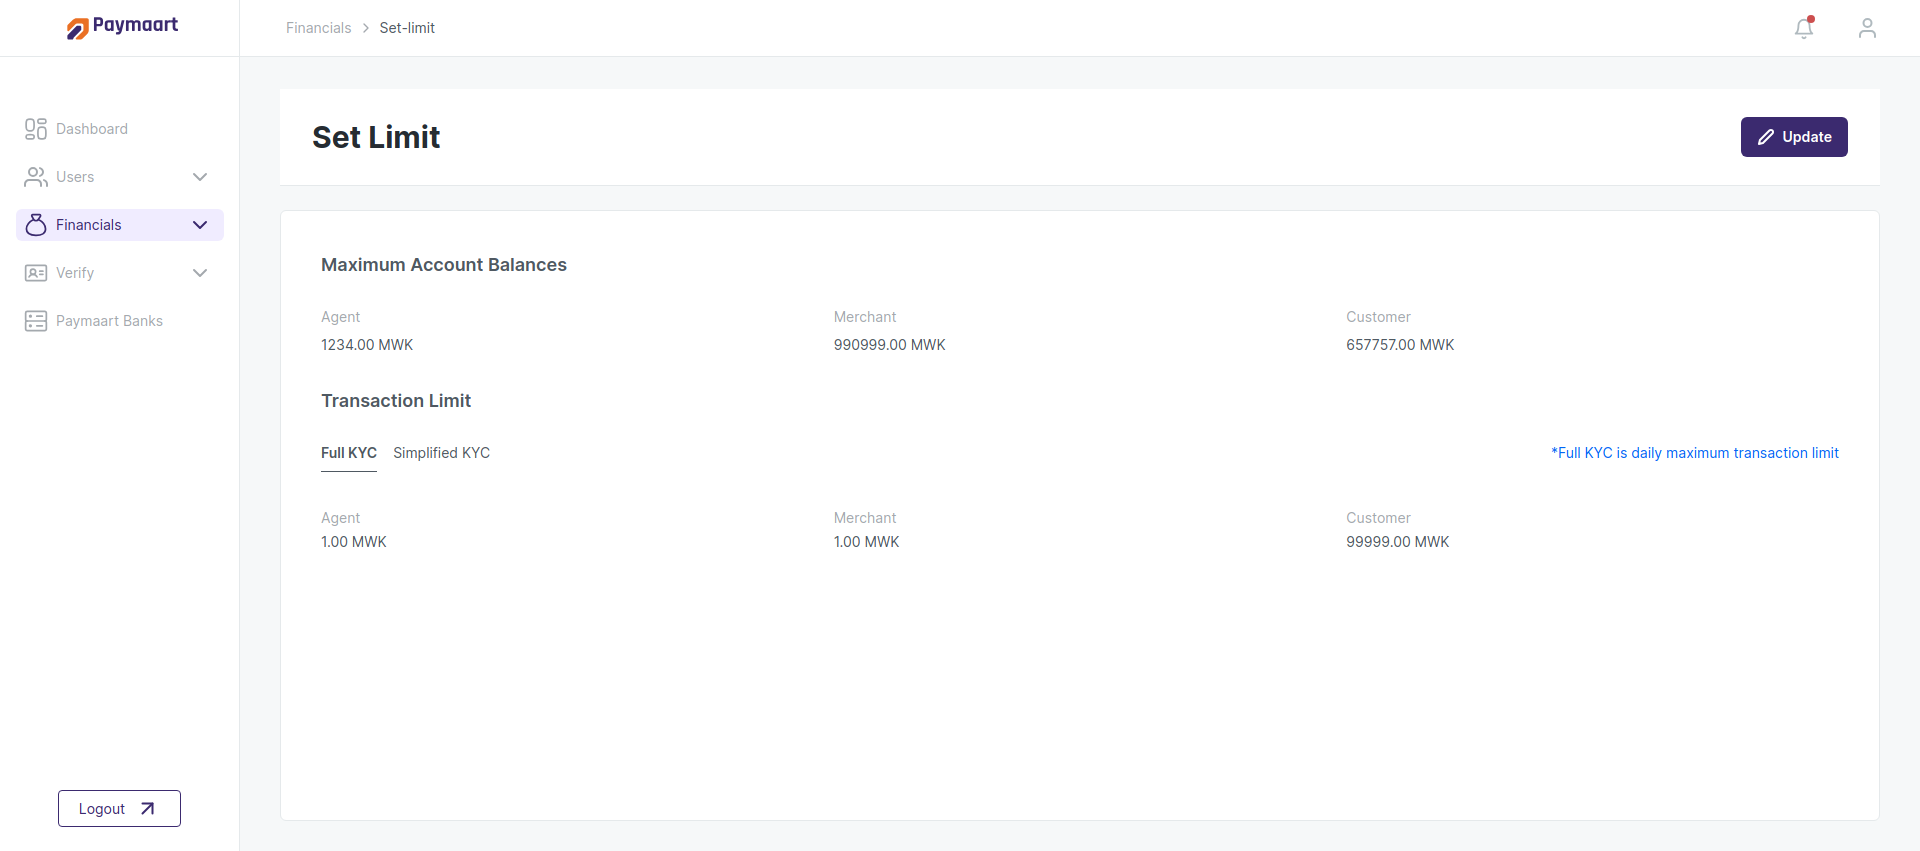 Paymaart
Financials > Set-limit
Dashboard
Users
Financials
Verify
Paymaart Banks
Logout
Set Limit
Update
Maximum Account Balances
Agent Merchant Customer
1234.00 MWK 990999.00 MWK 657757.00 MWK
Transaction Limit
Full KYC Simplified KYC *Full KYC is daily maximum transaction limit
Agent Merchant Customer
1.00 MWK 1.00 MWK 99999.00 MWK